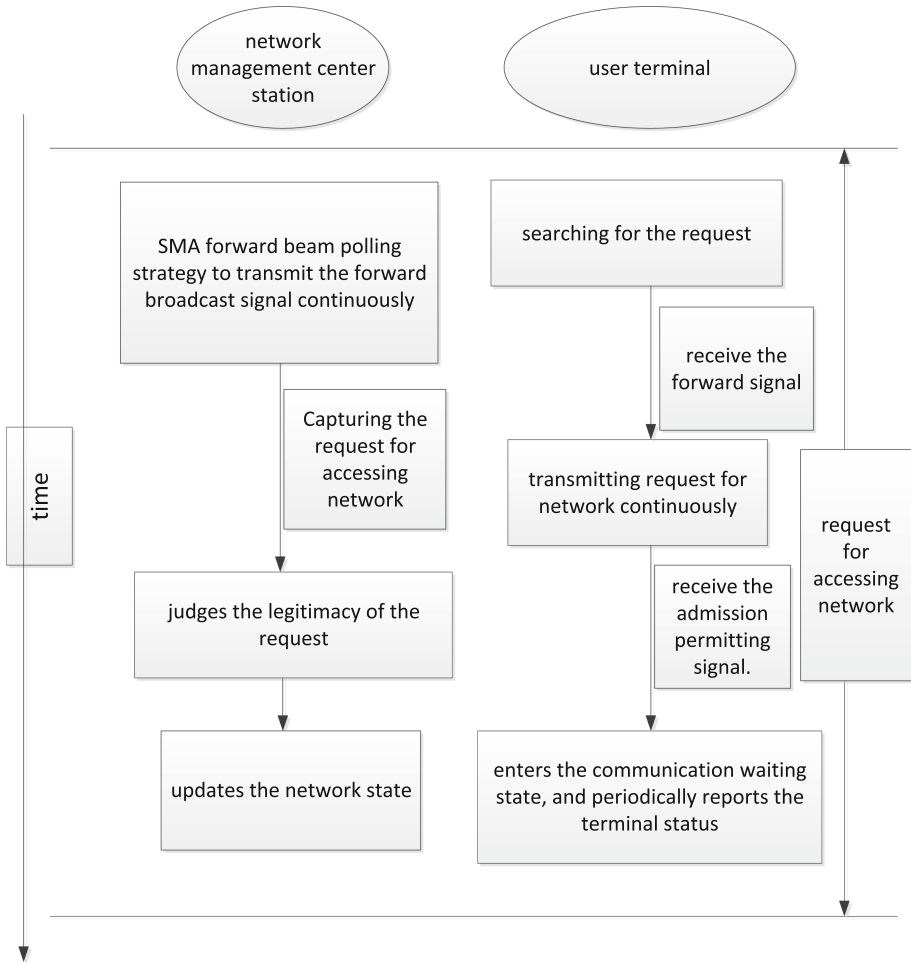 network
management center
station
user terminal
SMA forward beam polling
strategy to transmit the forward
broadcast signal continuously
searching for the request
receive the
forward signal
Capturing the
request for
accessing
network
transmitting request for
network continuously
time
request
for
accessing
network
judges the legitimacy of the
request
receive the
admission
permitting
signal.
updates the network state
enters the communication waiting
state, and periodically reports the
terminal status